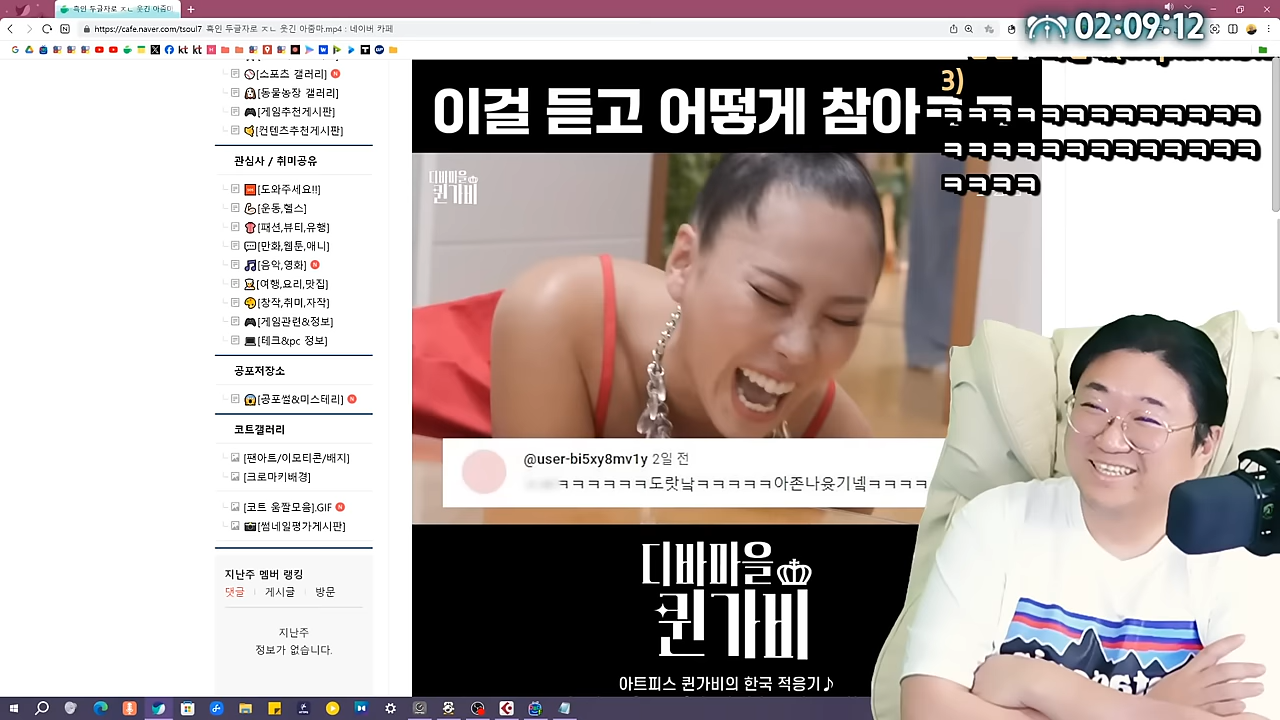 흑인 두글자로 ㅈㄴ 웃긴 아줌마
https://cafe.naver.com/tsoul7 흑인 두글자로 ㅈㄴ 웃긴 아줌마.mp4 : 네이버 카페
02:09:12
[스포츠 갤러리]
[동물농장 갤러리]
[게임추천게시판]
[컨텐츠추천게시판]
관심사 / 취미공유
[도와주세요!!]
[운동,헬스]
[패션,뷰티,유행]
[만화,웹툰,애니]
[음악,영화]
[여행,요리,맛집]
[창작,취미,자작]
[게임관련&정보]
[테크&pc 정보]
공포저장소
[공포썰&미스테리]
코트갤러리
[팬아트/이모티콘/배지]
[크로마키배경]
[코트 움짤모음].GIF
[썸네일평가게시판]
지난주 멤버 랭킹
댓글 게시글 방문
지난주
정보가 없습니다.
이걸 듣고 어떻게 참아ㅋㅋ
디바마을
퀸가비
@user-bi5xy8mv1y 2일 전
ㅋㅋㅋㅋㅋㅋ도랏낰ㅋㅋㅋㅋㅋ아존나욧기넼ㅋㅋㅋㅋ
디바마을
퀸가비
아트피스 퀸가비의 한국 적응기♪
3)
ㅋㅋㅋㅋㅋㅋㅋㅋㅋㅋㅋㅋㅋ
ㅋㅋㅋㅋㅋㅋㅋㅋㅋㅋㅋㅋㅋ
ㅋㅋㅋㅋ